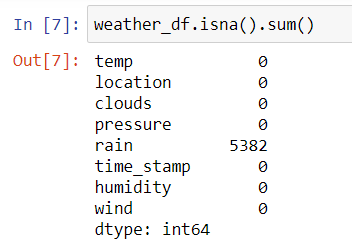 In [7]: weather_df.isna().sum()
Out[7]: temp 0
location 0
clouds 0
pressure 0
rain 5382
time_stamp 0
humidity 0
wind 0
dtype: int64